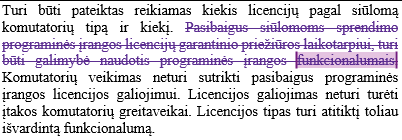 Turi būti pateiktas reikiamas kiekis licencijų pagal siūlomą
komutatorių tipą ir kiekį. Pasibaigus siūlomoms sprendimo
programinės įrangos licencijų garantinio priežiūros laikotarpiui, turi
būti galimybė naudotis programinės įrangos funkcionalumais.
Komutatorių veikimas neturi sutrikti pasibaigus programinės
įrangos licencijos galiojimui. Licencijos galiojimas neturi turėti
įtakos komutatorių greitaveikai. Licencijos tipas turi atitiktį toliau
išvardintą funkcionalumą.